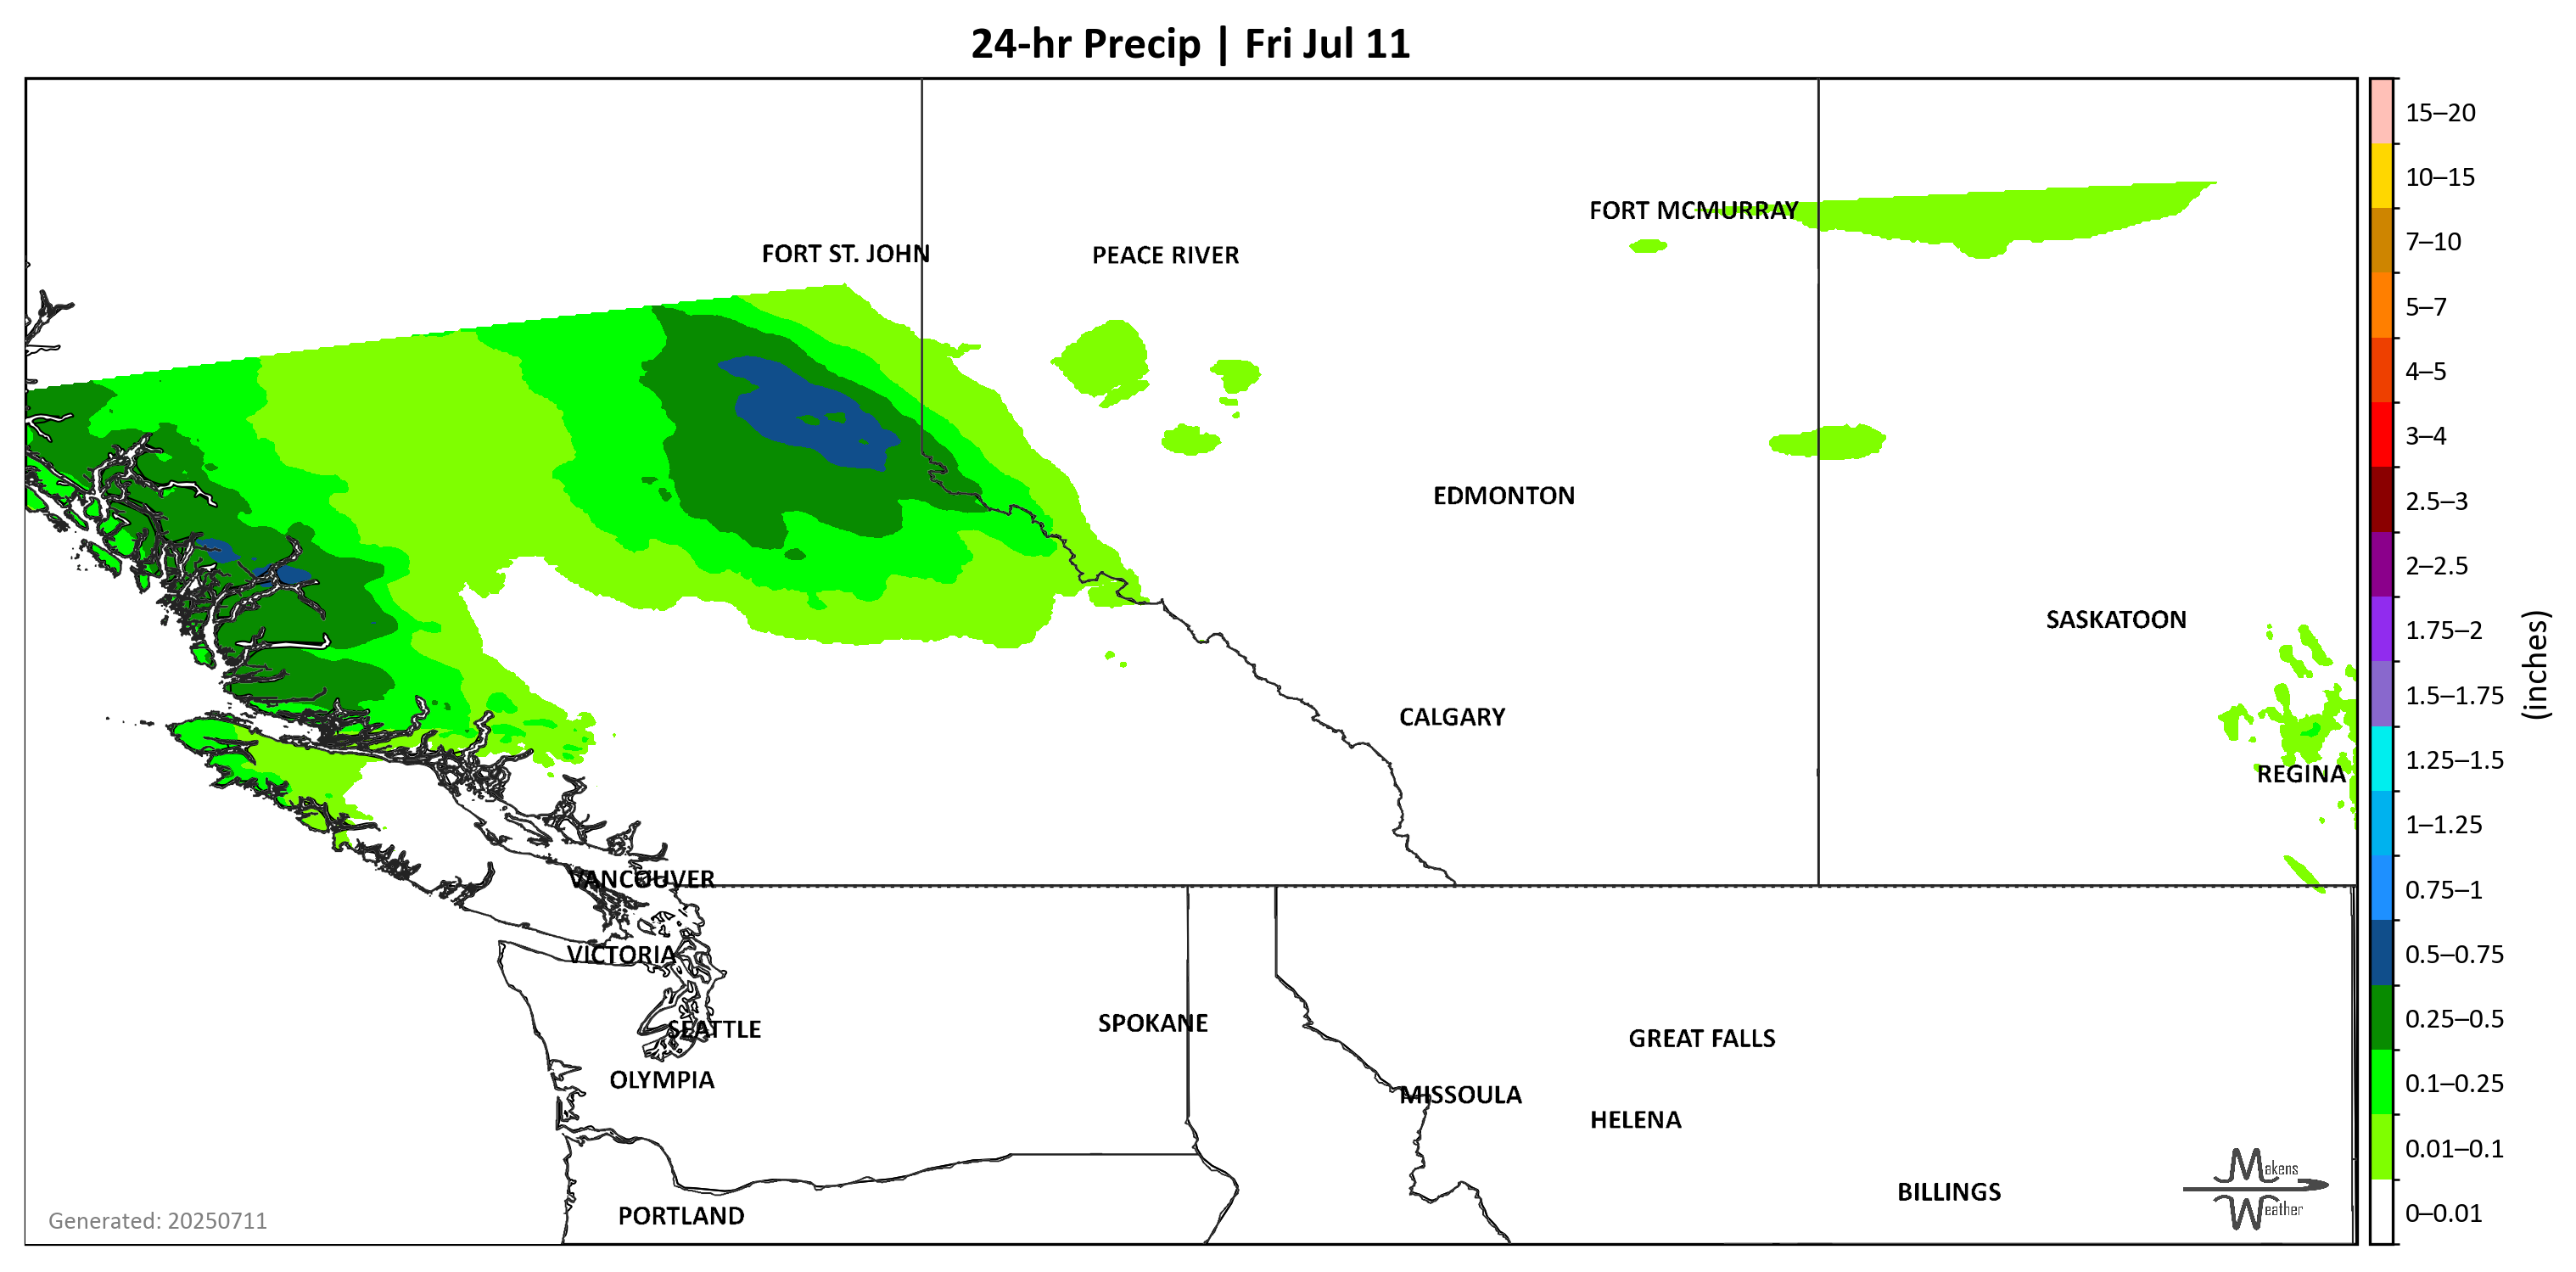 24-hr Precip | Fri Jul 11
15–20
10–15
7–10
5–7
4–5
3–4
2.5–3
2–2.5
1.75–2
1.5–1.75
1.25–1.5
1–1.25
0.75–1
0.5–0.75
0.25–0.5
0.1–0.25
0.01–0.1
0–0.01
(inches)
FORT MCMURRAY
FORT ST. JOHN
PEACE RIVER
EDMONTON
SASKATOON
CALGARY
REGINA
VANCOUVER
VICTORIA
SEATTLE
SPOKANE
GREAT FALLS
OLYMPIA
MISSOULA
HELENA
BILLINGS
PORTLAND
Makens
Weather
Generated: 20250711